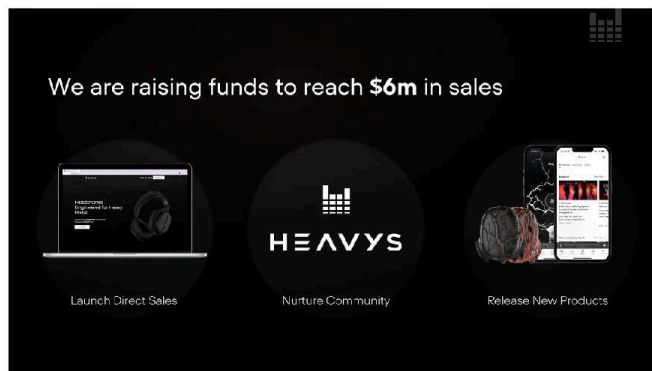 We are raising funds to reach $6m in sales
Headphones
Engineered for Heavy
Metal
HEAVYS
Launch Direct Sales
Nurture Community
Release New Products